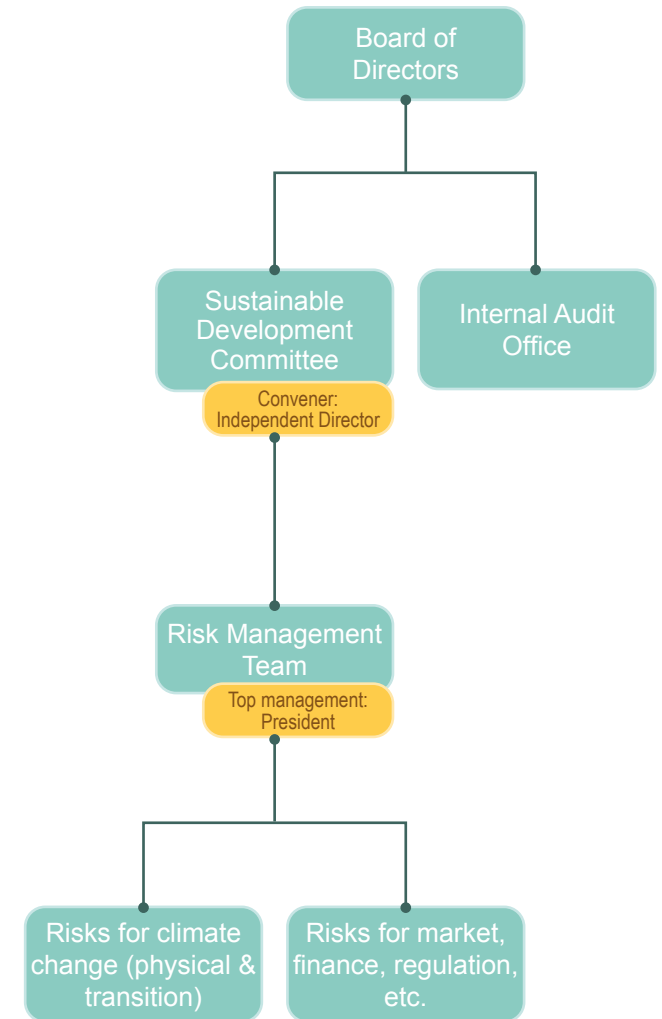 Board of
Directors
Sustainable
Development
Committee
Internal Audit
Office
Convener:
Independent Director
Risk Management
Team
Top management:
President
Risks for climate
change (physical &
transition)
Risks for market,
finance, regulation,
etc.